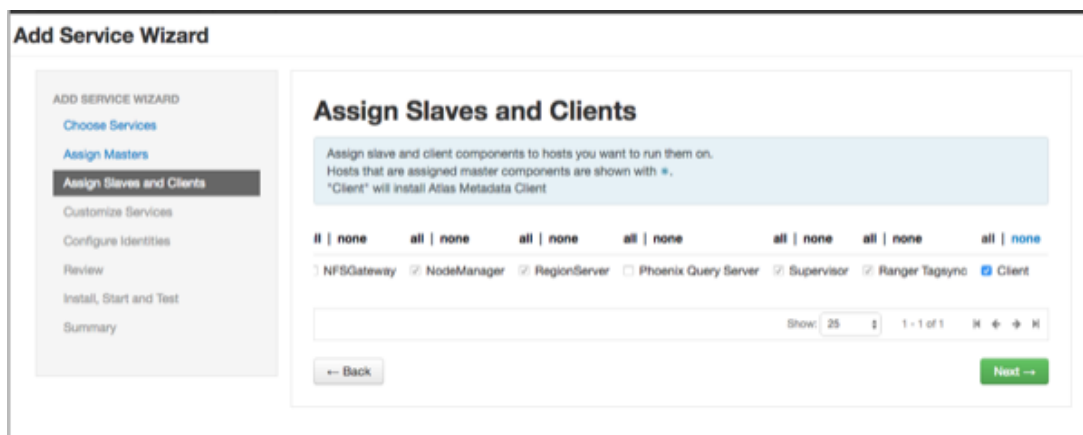 Add Service Wizard
ADD SERVICE WIZARD
Choose Services
Assign Masters
Assign Slaves and Clients
Customize Services
Configure Identities
Review
Install, Start and Test
Summary
Assign Slaves and Clients
Assign slave and client components to hosts you want to run them on.
Hosts that are assigned master components are shown with ✶.
"Client" will install Atlas Metadata Client
ll | none all | none all | none all | none all | none all | none all | none
NFSGateway NodeManager RegionServer Phoenix Query Server Supervisor Ranger Tagsync Client
Show: 25 1 - 1 of 1
← Back
Next →